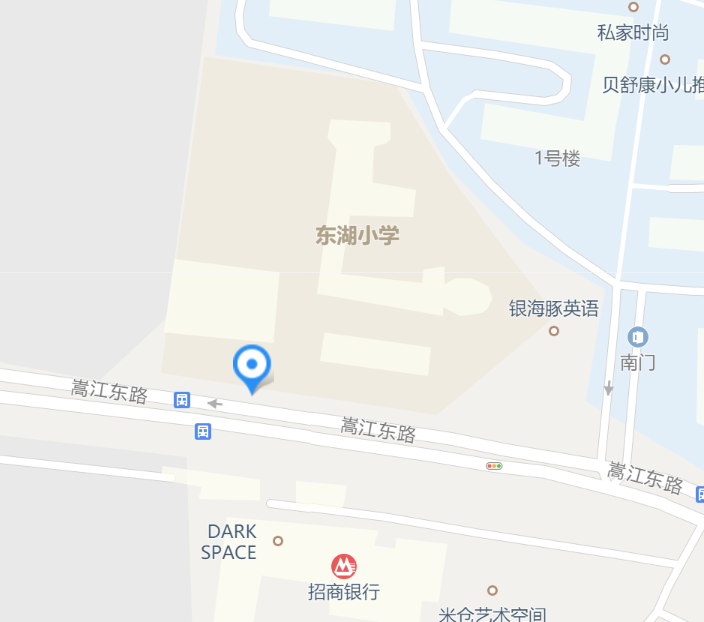 私家时尚
贝舒康小儿推
1号楼
东湖小学
银海豚英语
南门
嵩江东路
嵩江东路
嵩江东路
DARK
SPACE
招商银行
米仓艺术空间